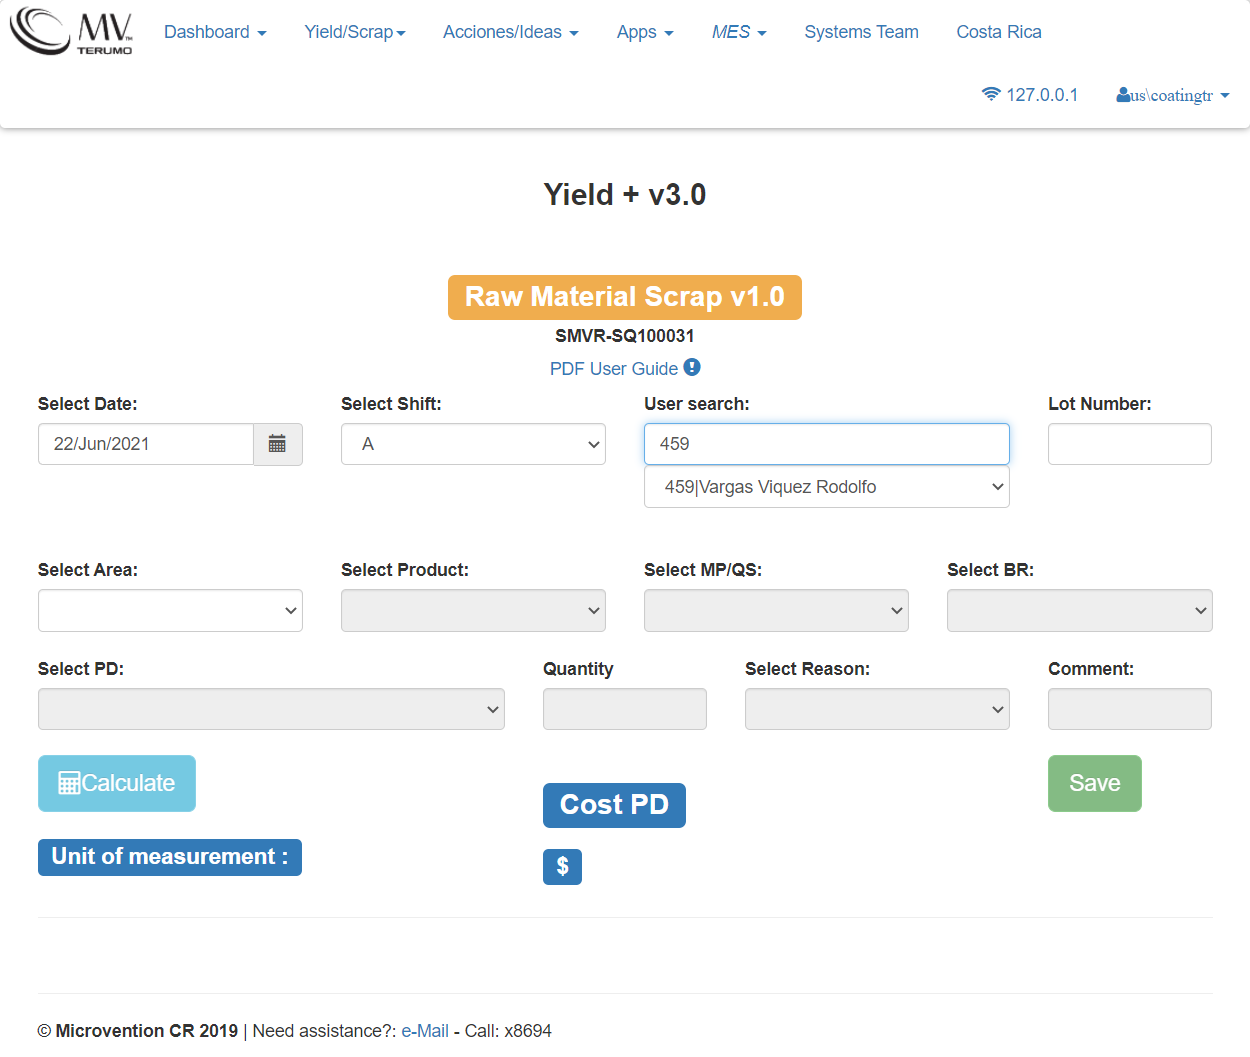 MV™
TERUMO
Dashboard Yield/Scrap Acciones/Ideas Apps MES Systems Team Costa Rica
127.0.0.1 us\coatingtr
Yield + v3.0
Raw Material Scrap v1.0
SMVR-SQ100031
PDF User Guide
Select Date: Select Shift: User search: Lot Number:
22/Jun/2021 A 459
459|Vargas Viquez Rodolfo
Select Area: Select Product: Select MP/QS: Select BR:
Select PD: Quantity Select Reason: Comment:
Calculate Save
Cost PD
Unit of measurement :
$
© Microvention CR 2019 | Need assistance?: e-Mail - Call: x8694